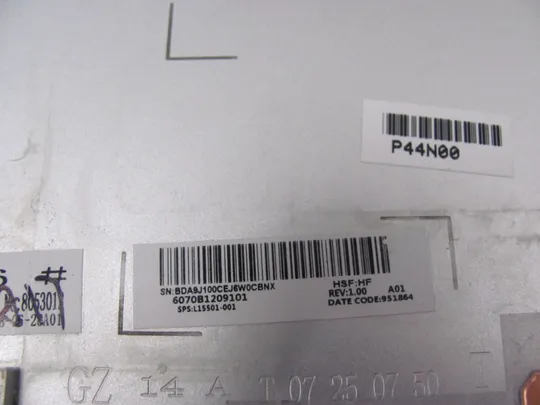 P44N00
SN:BDA9J100CEJ6W0CBNX
6070B1209101
SPS:L15501-001
HSF:HF
REV:1.00 A01
DATE CODE:951864
#
GZ 14 A T 07 25 07 50 I